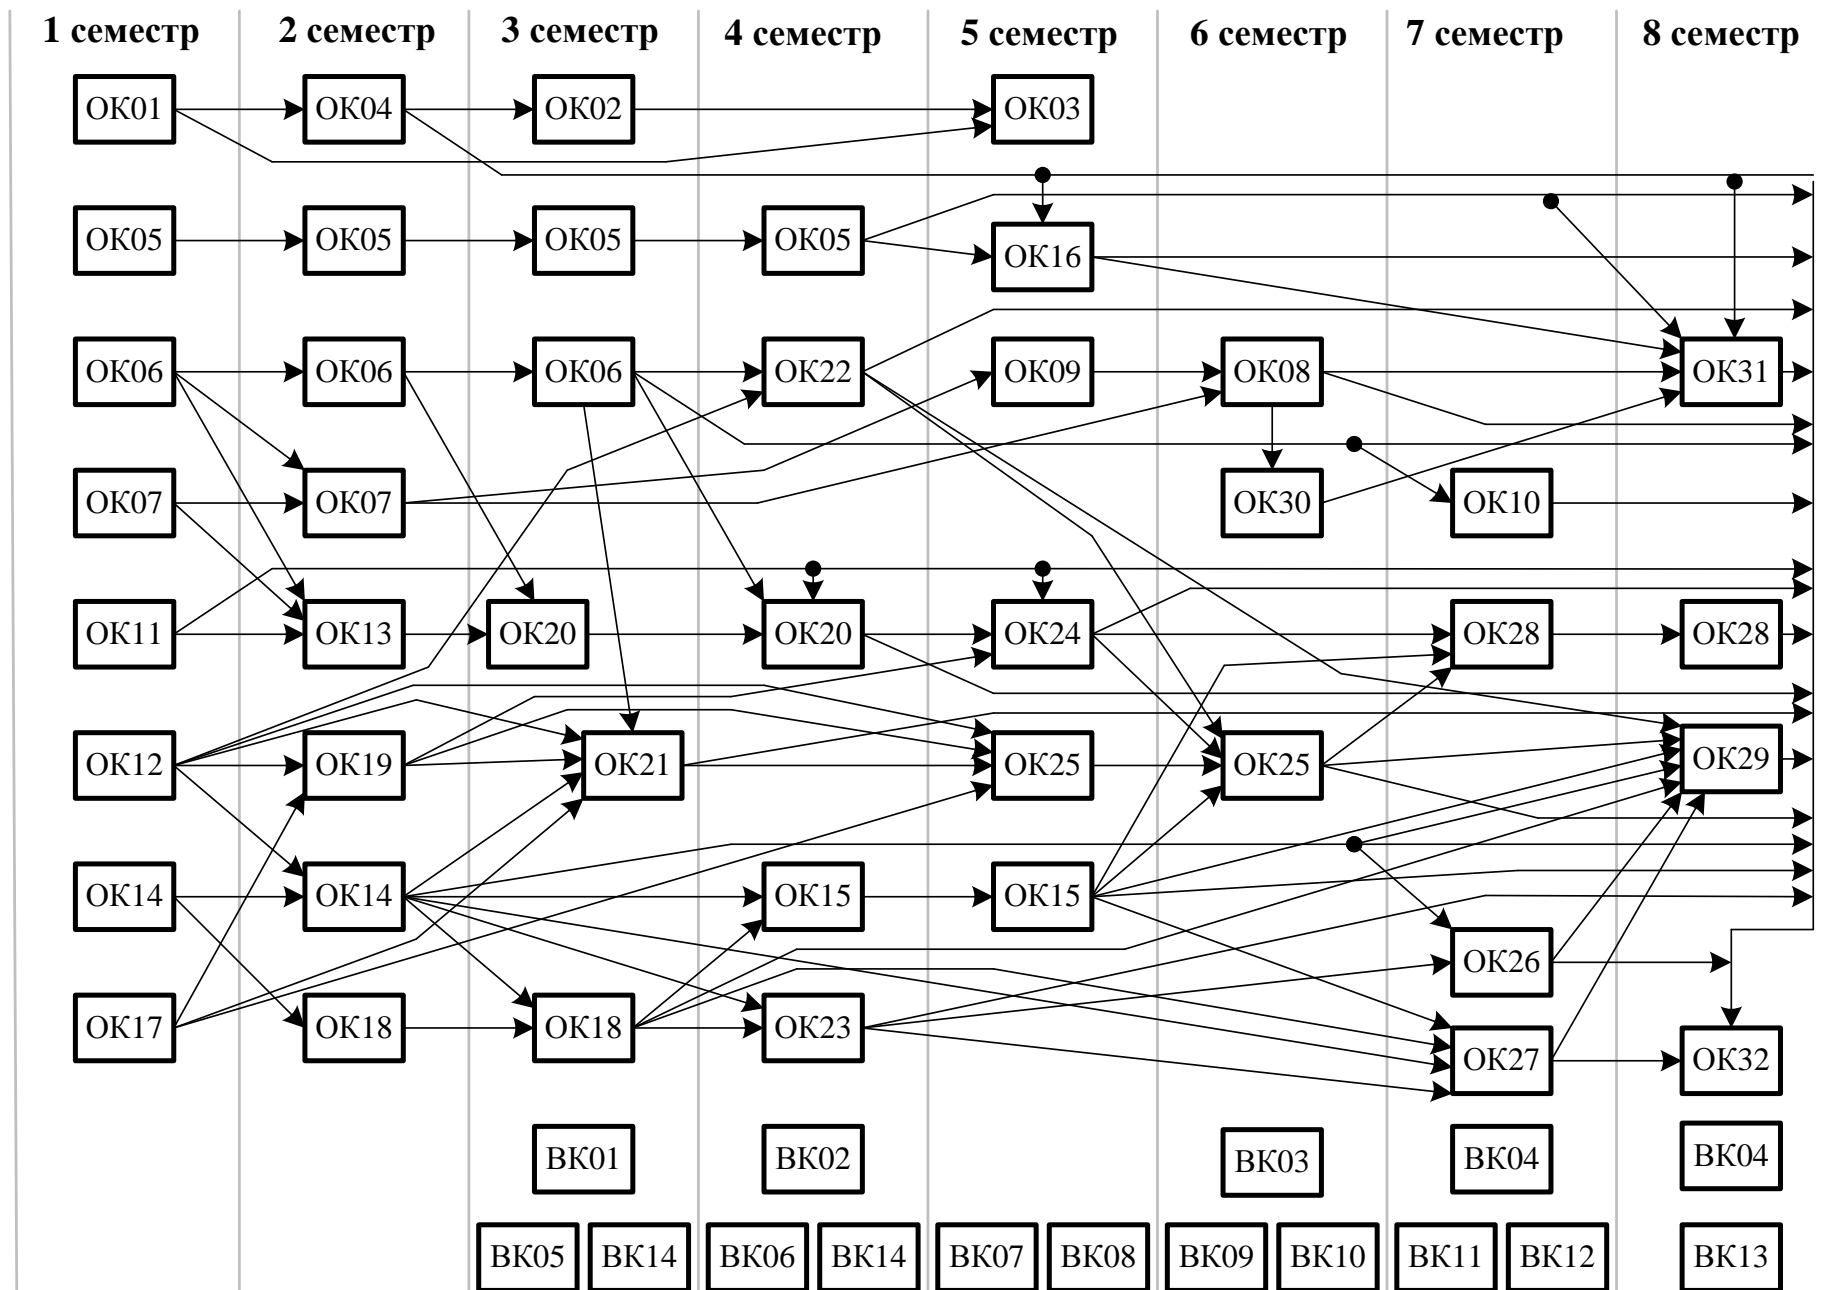 1 семестр 2 семестр 3 семестр 4 семестр 5 семестр 6 семестр 7 семестр 8 семестр
ОК01 ОК04 ОК02 ОК03
ОК05 ОК05 ОК05 ОК05 ОК16
ОК06 ОК06 ОК06 ОК22 ОК09 ОК08 ОК31
ОК07 ОК07 ОК30 ОК10
ОК11 ОК13 ОК20 ОК20 ОК24 ОК28 ОК28
ОК12 ОК19 ОК21 ОК25 ОК25 ОК29
ОК14 ОК14 ОК15 ОК15
ОК26
ОК17 ОК18 ОК18 ОК23
ОК27 ОК32
ВК01 ВК02 ВК03 ВК04 ВК04
ВК05 ВК14 ВК06 ВК14 ВК07 ВК08 ВК09 ВК10 ВК11 ВК12 ВК13